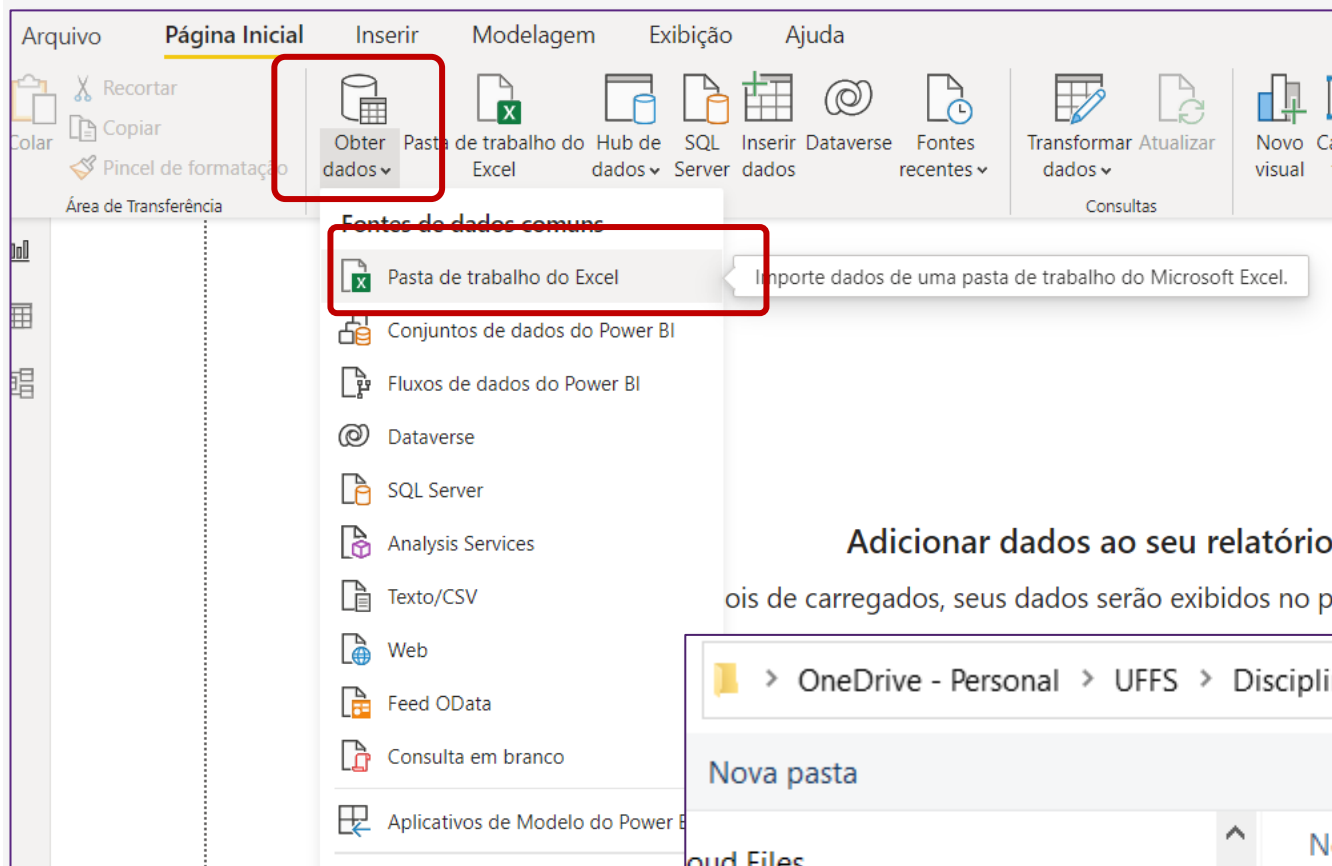 Arquivo Página Inicial Inserir Modelagem Exibição Ajuda
Recortar
Copiar
Colar
Pincel de formatação
Área de Transferência
Obter dados
Pasta de trabalho do Excel
Hub de dados
SQL Server
Inserir dados
Dataverse
Fontes recentes
Transformar dados
Atualizar
Consultas
Novo visual
Fontes de dados comuns
Pasta de trabalho do Excel
Importe dados de uma pasta de trabalho do Microsoft Excel.
Conjuntos de dados do Power BI
Fluxos de dados do Power BI
Dataverse
SQL Server
Analysis Services
Texto/CSV
Web
Feed OData
Consulta em branco
Aplicativos de Modelo do Power
Adicionar dados ao seu relatório
ois de carregados, seus dados serão exibidos no p
> OneDrive - Personal > UFFS > Discipli
Nova pasta
oud Files